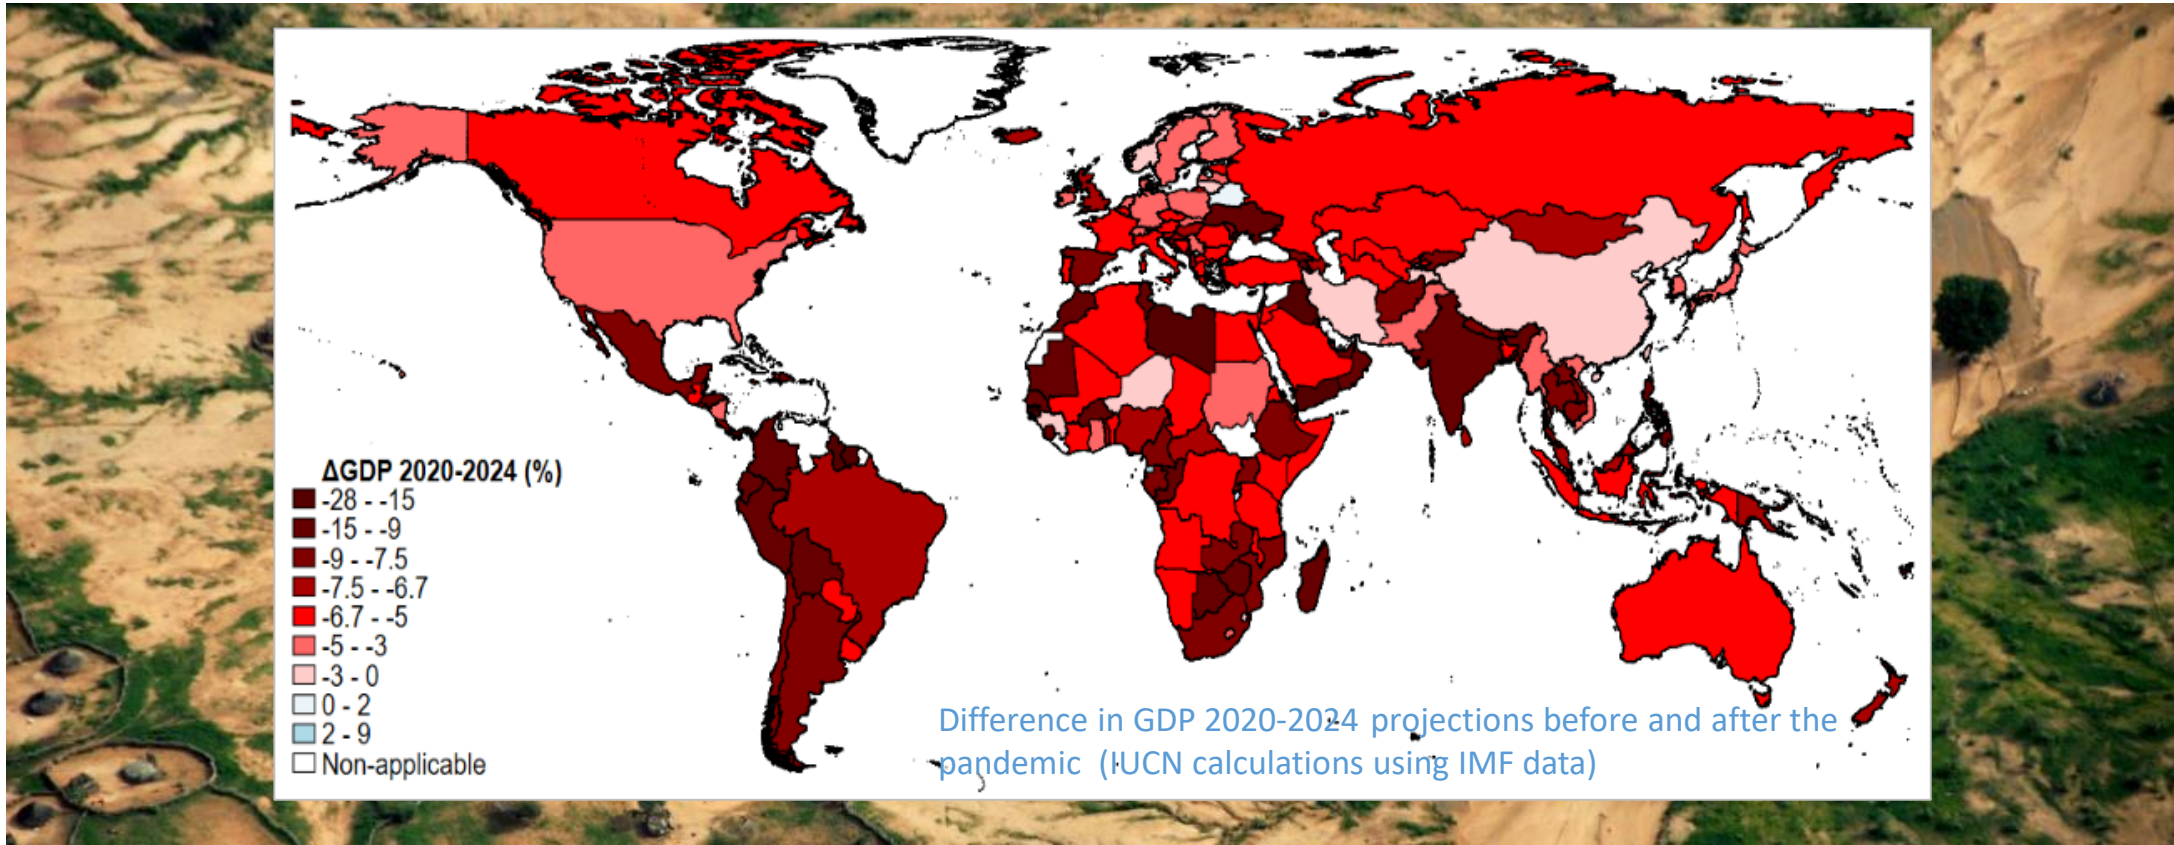 ΔGDP 2020-2024 (%)
-28 - -15
-15 - -9
-9 - -7.5
-7.5 - -6.7
-6.7 - -5
-5 - -3
-3 - 0
0 - 2
2 - 9
Non-applicable
Difference in GDP 2020-2024 projections before and after the
pandemic (IUCN calculations using IMF data)